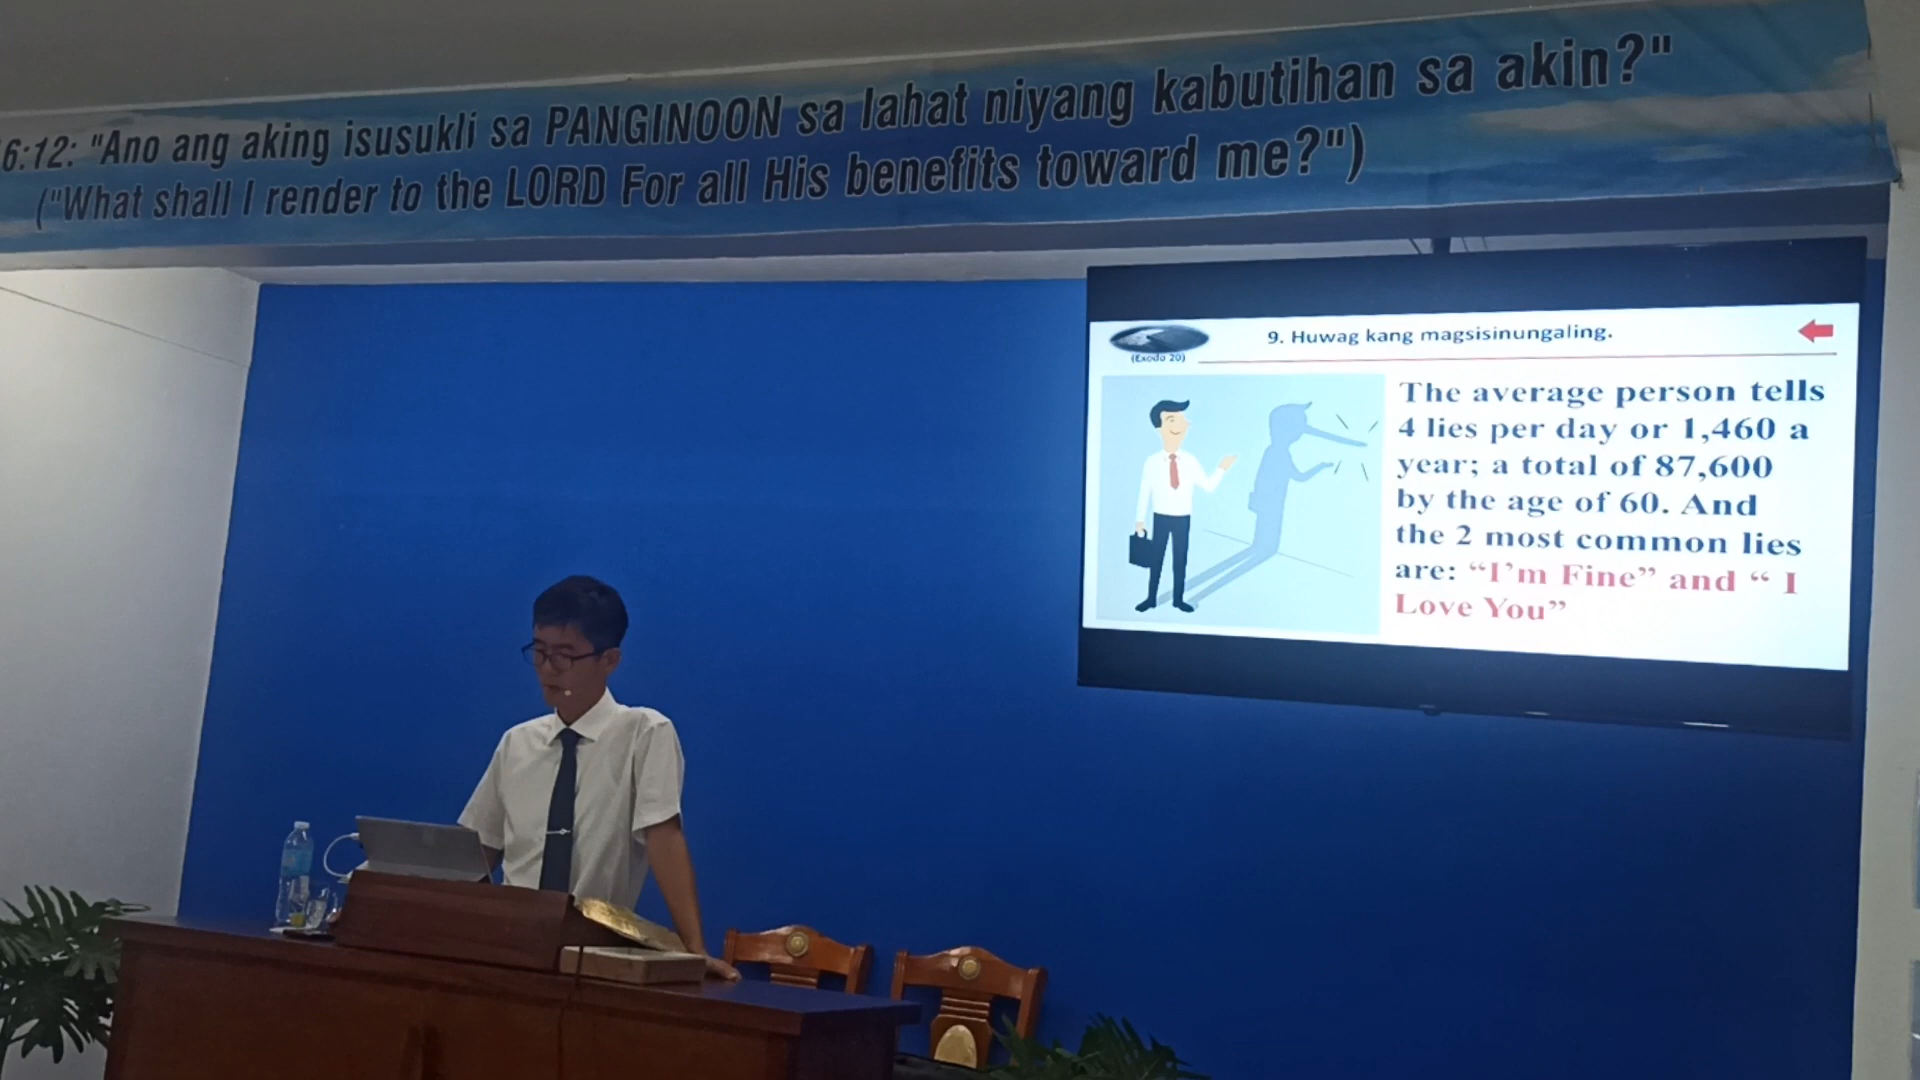 6:12: "Ano ang aking isusukli sa PANGINOON sa lahat niyang kabutihan sa akin?"
("What shall I render to the LORD For all His benefits toward me?")
9. Huwag kang magsisinungaling.
(Exodo 20)
The average person tells
4 lies per day or 1,460 a
year; a total of 87,600
by the age of 60. And
the 2 most common lies
are: “I’m Fine” and “ I
Love You”